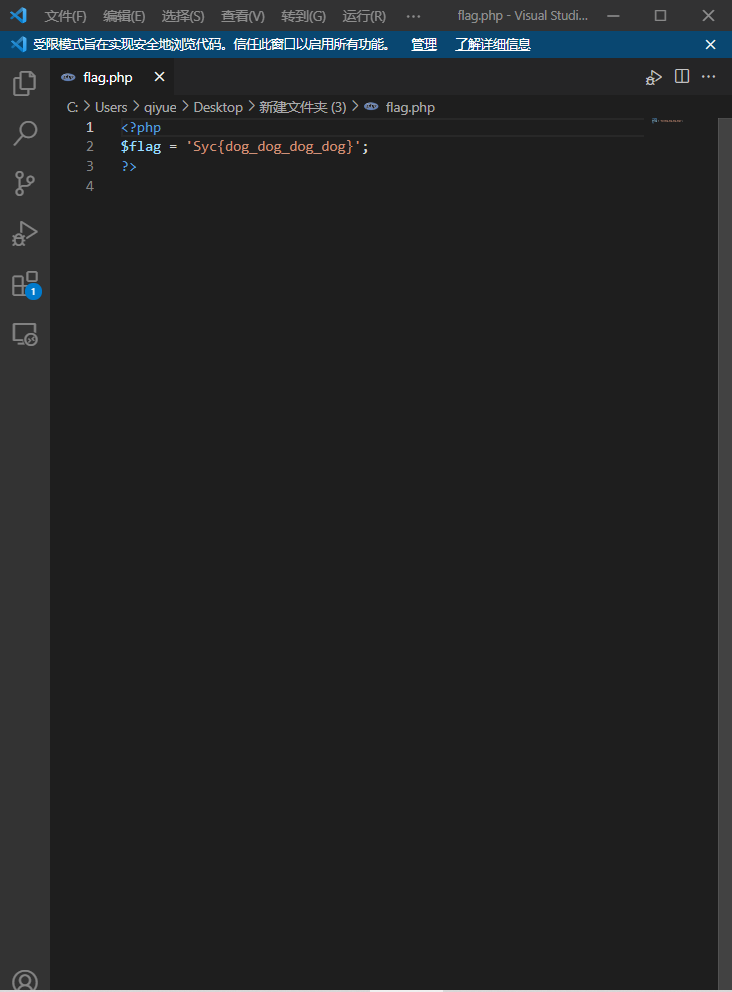 文件(F) 编辑(E) 选择(S) 查看(V) 转到(G) 运行(R) ··· flag.php - Visual Studi...
受限模式旨在实现安全地浏览代码。信任此窗口以启用所有功能。 管理 了解详细信息
flag.php
C: > Users > qiyue > Desktop > 新建文件夹 (3) > flag.php
1 <?php
2 $flag = 'Syc{dog_dog_dog_dog}';
3 ?>
4
1